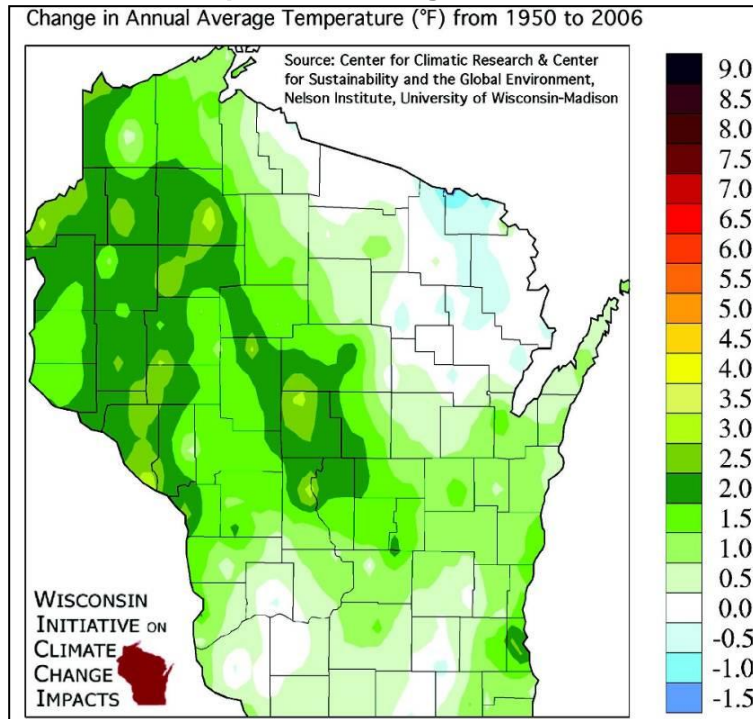 Change in Annual Average Temperature (°F) from 1950 to 2006
Source: Center for Climatic Research & Center
for Sustainability and the Global Environment,
Nelson Institute, University of Wisconsin-Madison
9.0
8.5
8.0
7.5
7.0
6.5
6.0
5.5
5.0
4.5
4.0
3.5
3.0
2.5
2.0
1.5
1.0
0.5
0.0
-0.5
-1.0
-1.5
WISCONSIN
INITIATIVE ON
CLIMATE
CHANGE
IMPACTS